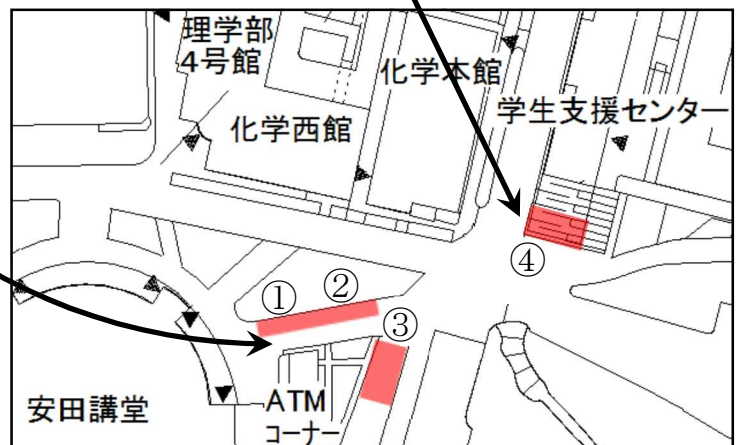 理学部
4号館
化学本館
学生支援センター
化学西館
④
①
②
③
安田講堂
ATM
コーナー